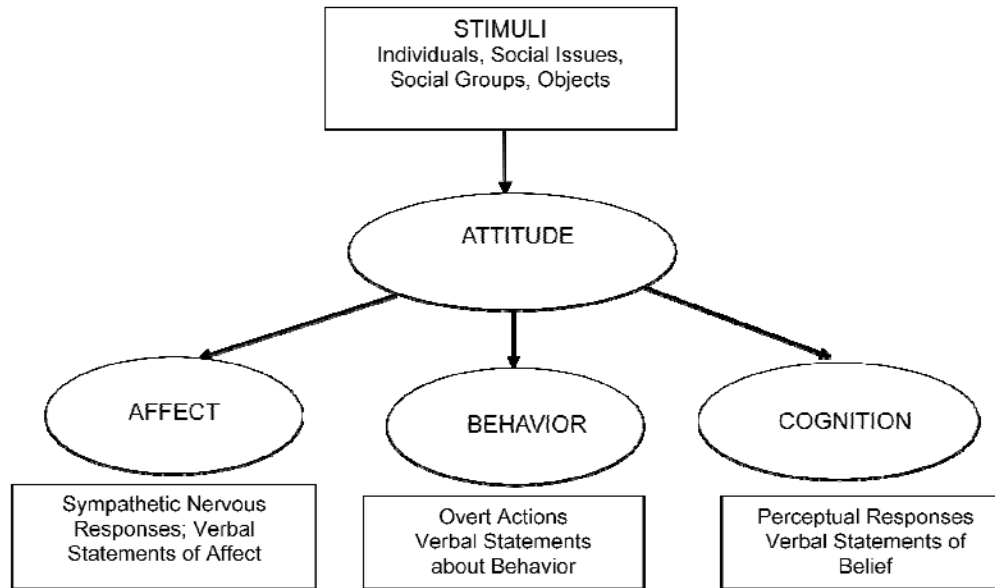 STIMULI
Individuals, Social Issues,
Social Groups, Objects
ATTITUDE
AFFECT
BEHAVIOR
COGNITION
Sympathetic Nervous
Responses; Verbal
Statements of Affect
Overt Actions
Verbal Statements
about Behavior
Perceptual Responses
Verbal Statements of
Belief